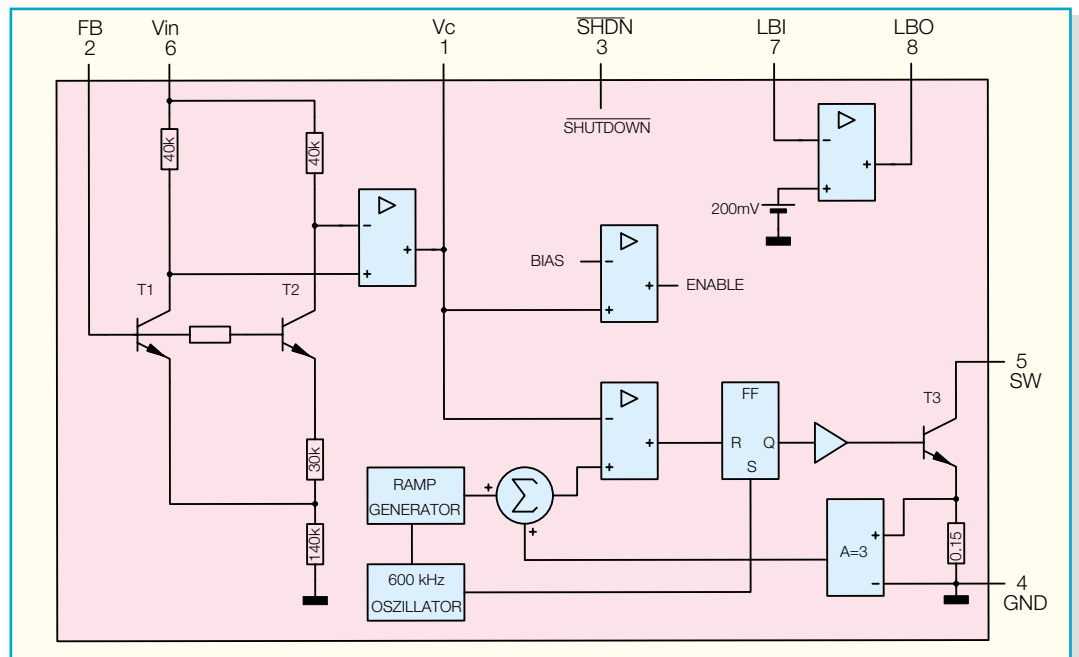 FB
2
Vin
6
Vc
1
SHDN
3
LBI
7
LBO
8
SHUTDOWN
40k
40k
200mV
BIAS
ENABLE
T1
T2
5
SW
T3
FF
R
Q
S
RAMP
GENERATOR
Σ
30k
140k
A=3
0.15
600 kHz
OSZILLATOR
4
GND